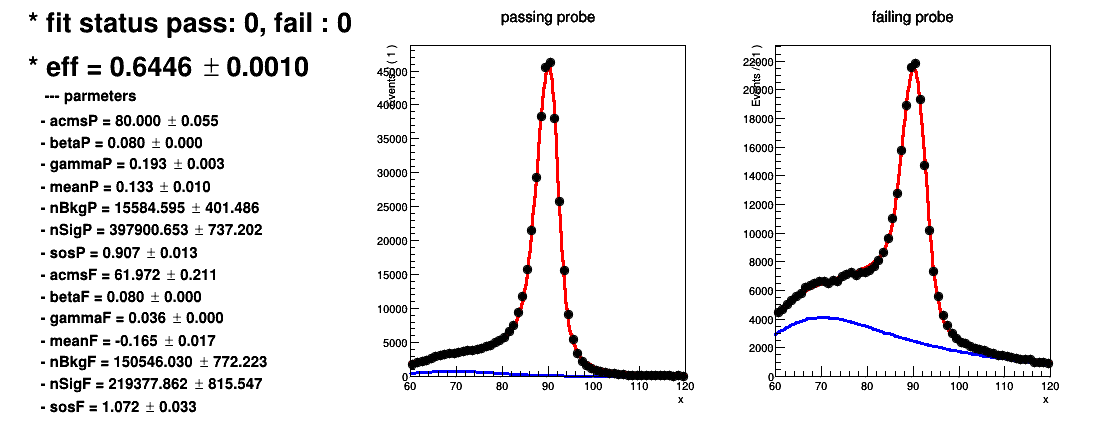 * fit status pass: 0, fail : 0
* eff = 0.6446 ± 0.0010
--- parmeters
- acmsP = 80.000 ± 0.055
- betaP = 0.080 ± 0.000
- gammaP = 0.193 ± 0.003
- meanP = 0.133 ± 0.010
- nBkgP = 15584.595 ± 401.486
- nSigP = 397900.653 ± 737.202
- sosP = 0.907 ± 0.013
- acmsF = 61.972 ± 0.211
- betaF = 0.080 ± 0.000
- gammaF = 0.036 ± 0.000
- meanF = -0.165 ± 0.017
- nBkgF = 150546.030 ± 772.223
- nSigF = 219377.862 ± 815.547
- sosF = 1.072 ± 0.033
passing probe
Events / ( 1 )
45000
40000
35000
30000
25000
20000
15000
10000
5000
0
60 70 80 90 100 110 120
x
failing probe
Events / ( 1 )
22000
20000
18000
16000
14000
12000
10000
8000
6000
4000
2000
0
60 70 80 90 100 110 120
x